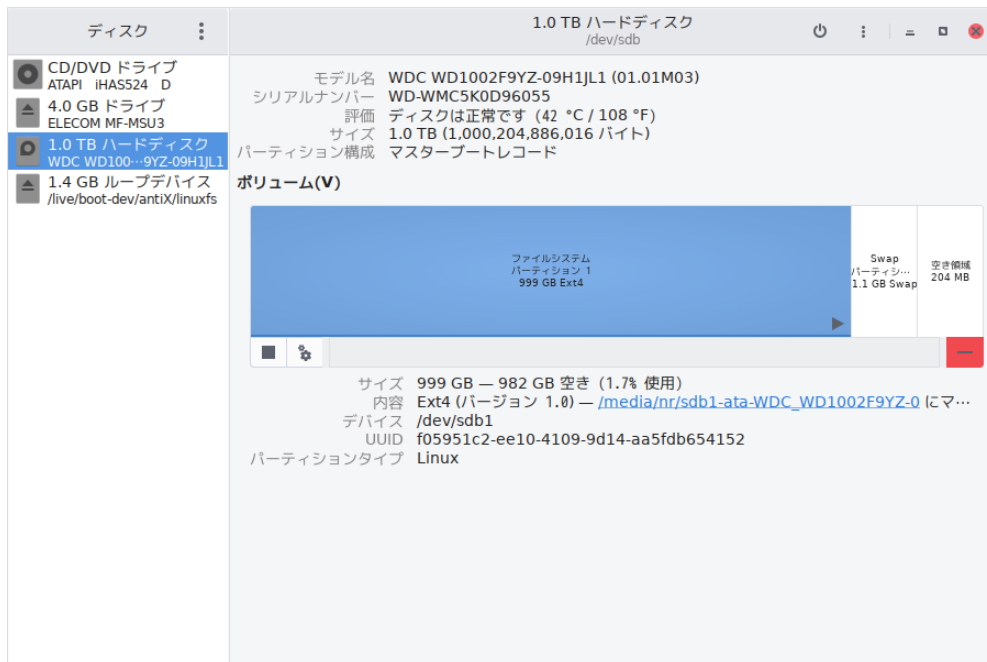 ディスク
1.0 TB ハードディスク
/dev/sdb
CD/DVD ドライブ
ATAPI iHAS524 D
4.0 GB ドライブ
ELECOM MF-MSU3
1.0 TB ハードディスク
WDC WD100…9YZ-09H1JL1
1.4 GB ループデバイス
/live/boot-dev/antiX/linuxfs
モデル名 WDC WD1002F9YZ-09H1JL1 (01.01M03)
シリアルナンバー WD-WMC5K0D96055
評価 ディスクは正常です (42 °C / 108 °F)
サイズ 1.0 TB (1,000,204,886,016 バイト)
パーティション構成 マスターブートレコード
ボリューム(V)
ファイルシステム
パーティション 1
999 GB Ext4
Swap
パーティシ…
1.1 GB Swap
空き領域
204 MB
サイズ 999 GB — 982 GB 空き (1.7% 使用)
内容 Ext4 (バージョン 1.0) — /media/nr/sdb1-ata-WDC_WD1002F9YZ-0 にマ…
デバイス /dev/sdb1
UUID f05951c2-ee10-4109-9d14-aa5fdb654152
パーティションタイプ Linux